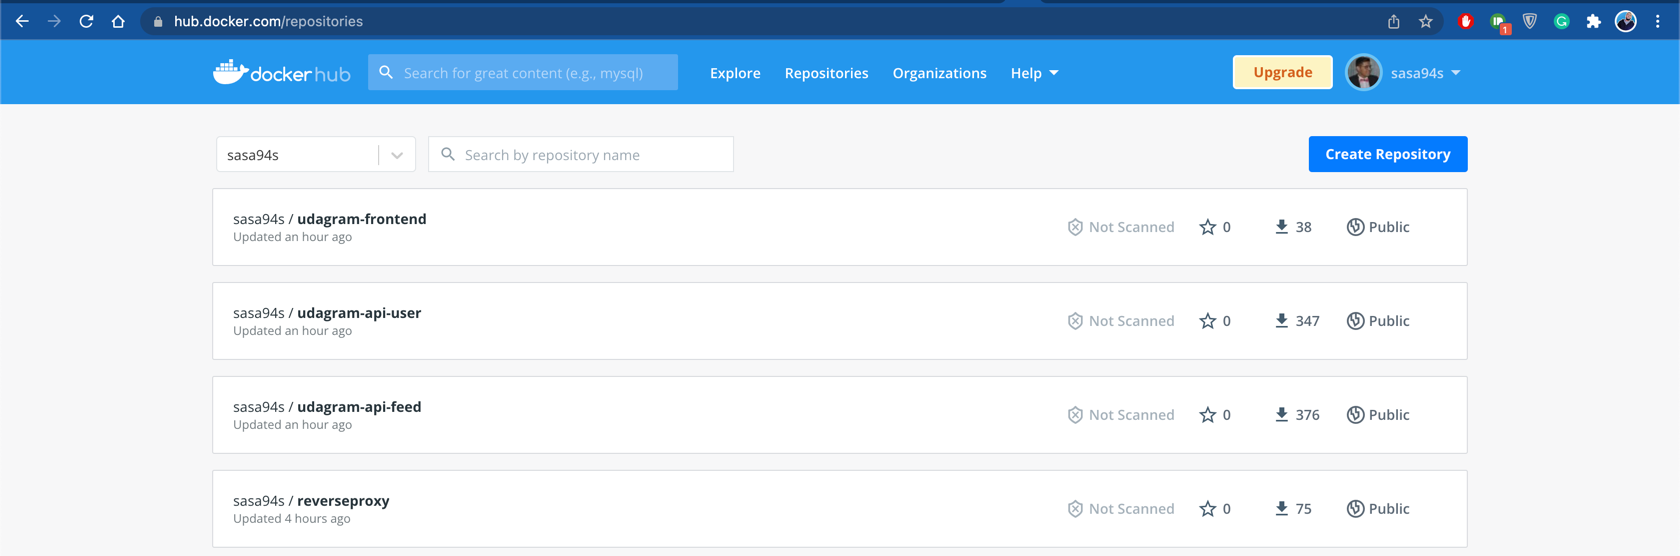 hub.docker.com/repositories
1
docker hub
Search for great content (e.g., mysql)
Explore
Repositories
Organizations
Help
Upgrade
sasa94s
sasa94s
Search by repository name
Create Repository
sasa94s / udagram-frontend
Updated an hour ago
Not Scanned
0
38
Public
sasa94s / udagram-api-user
Updated an hour ago
Not Scanned
0
347
Public
sasa94s / udagram-api-feed
Updated an hour ago
Not Scanned
0
376
Public
sasa94s / reverseproxy
Updated 4 hours ago
Not Scanned
0
75
Public